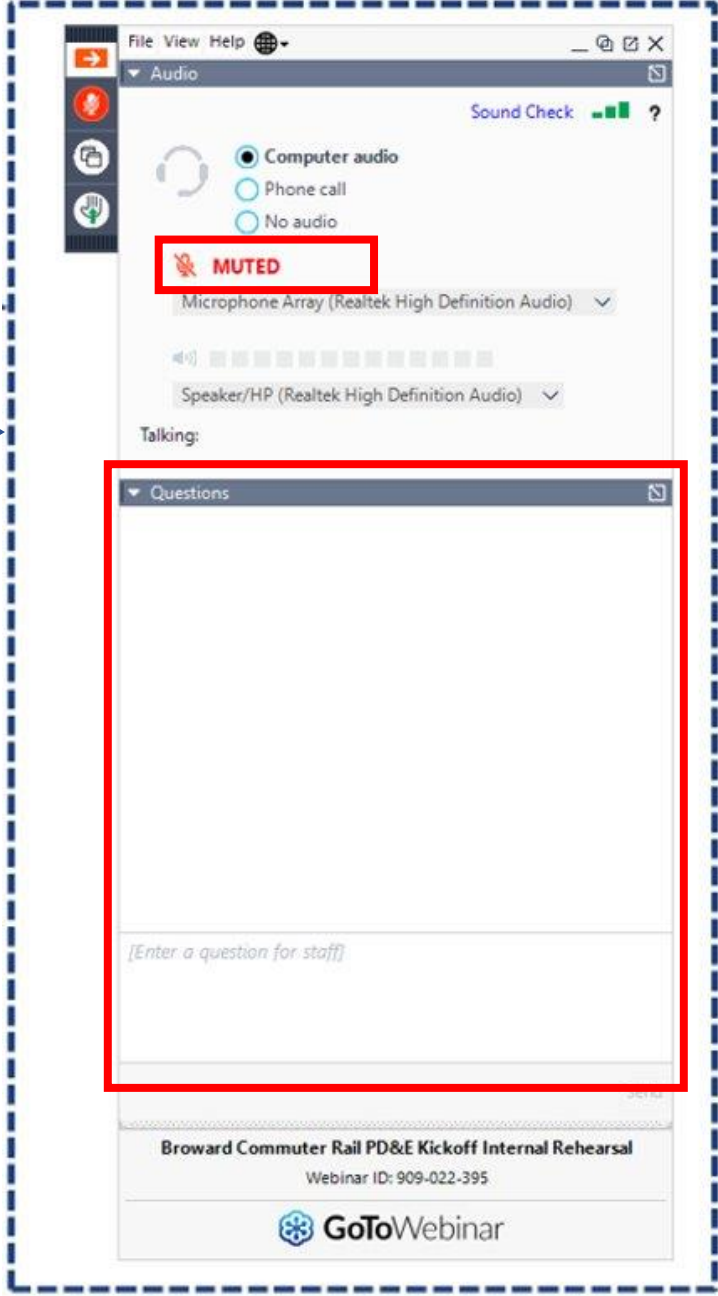 File View Help
Audio
Sound Check ?
Computer audio
Phone call
No audio
MUTED
Microphone Array (Realtek High Definition Audio)
Speaker/HP (Realtek High Definition Audio)
Talking:
Questions
[Enter a question for staff]
Send
Broward Commuter Rail PD&E Kickoff Internal Rehearsal
Webinar ID: 909-022-395
GoToWebinar